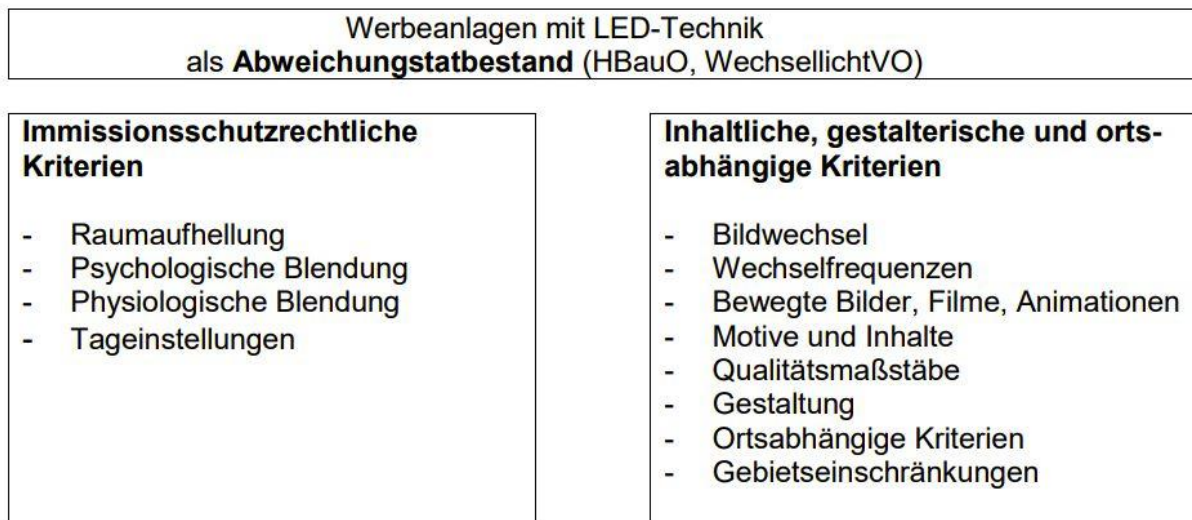 Werbeanlagen mit LED-Technik
als Abweichungstatbestand (HBauO, WechsellichtVO)
Immissionsschutzrechtliche
Kriterien
- Raumaufhellung
- Psychologische Blendung
- Physiologische Blendung
- Tageinstellungen
Inhaltliche, gestalterische und orts-
abhängige Kriterien
- Bildwechsel
- Wechselfrequenzen
- Bewegte Bilder, Filme, Animationen
- Motive und Inhalte
- Qualitätsmaßstäbe
- Gestaltung
- Ortsabhängige Kriterien
- Gebietseinschränkungen